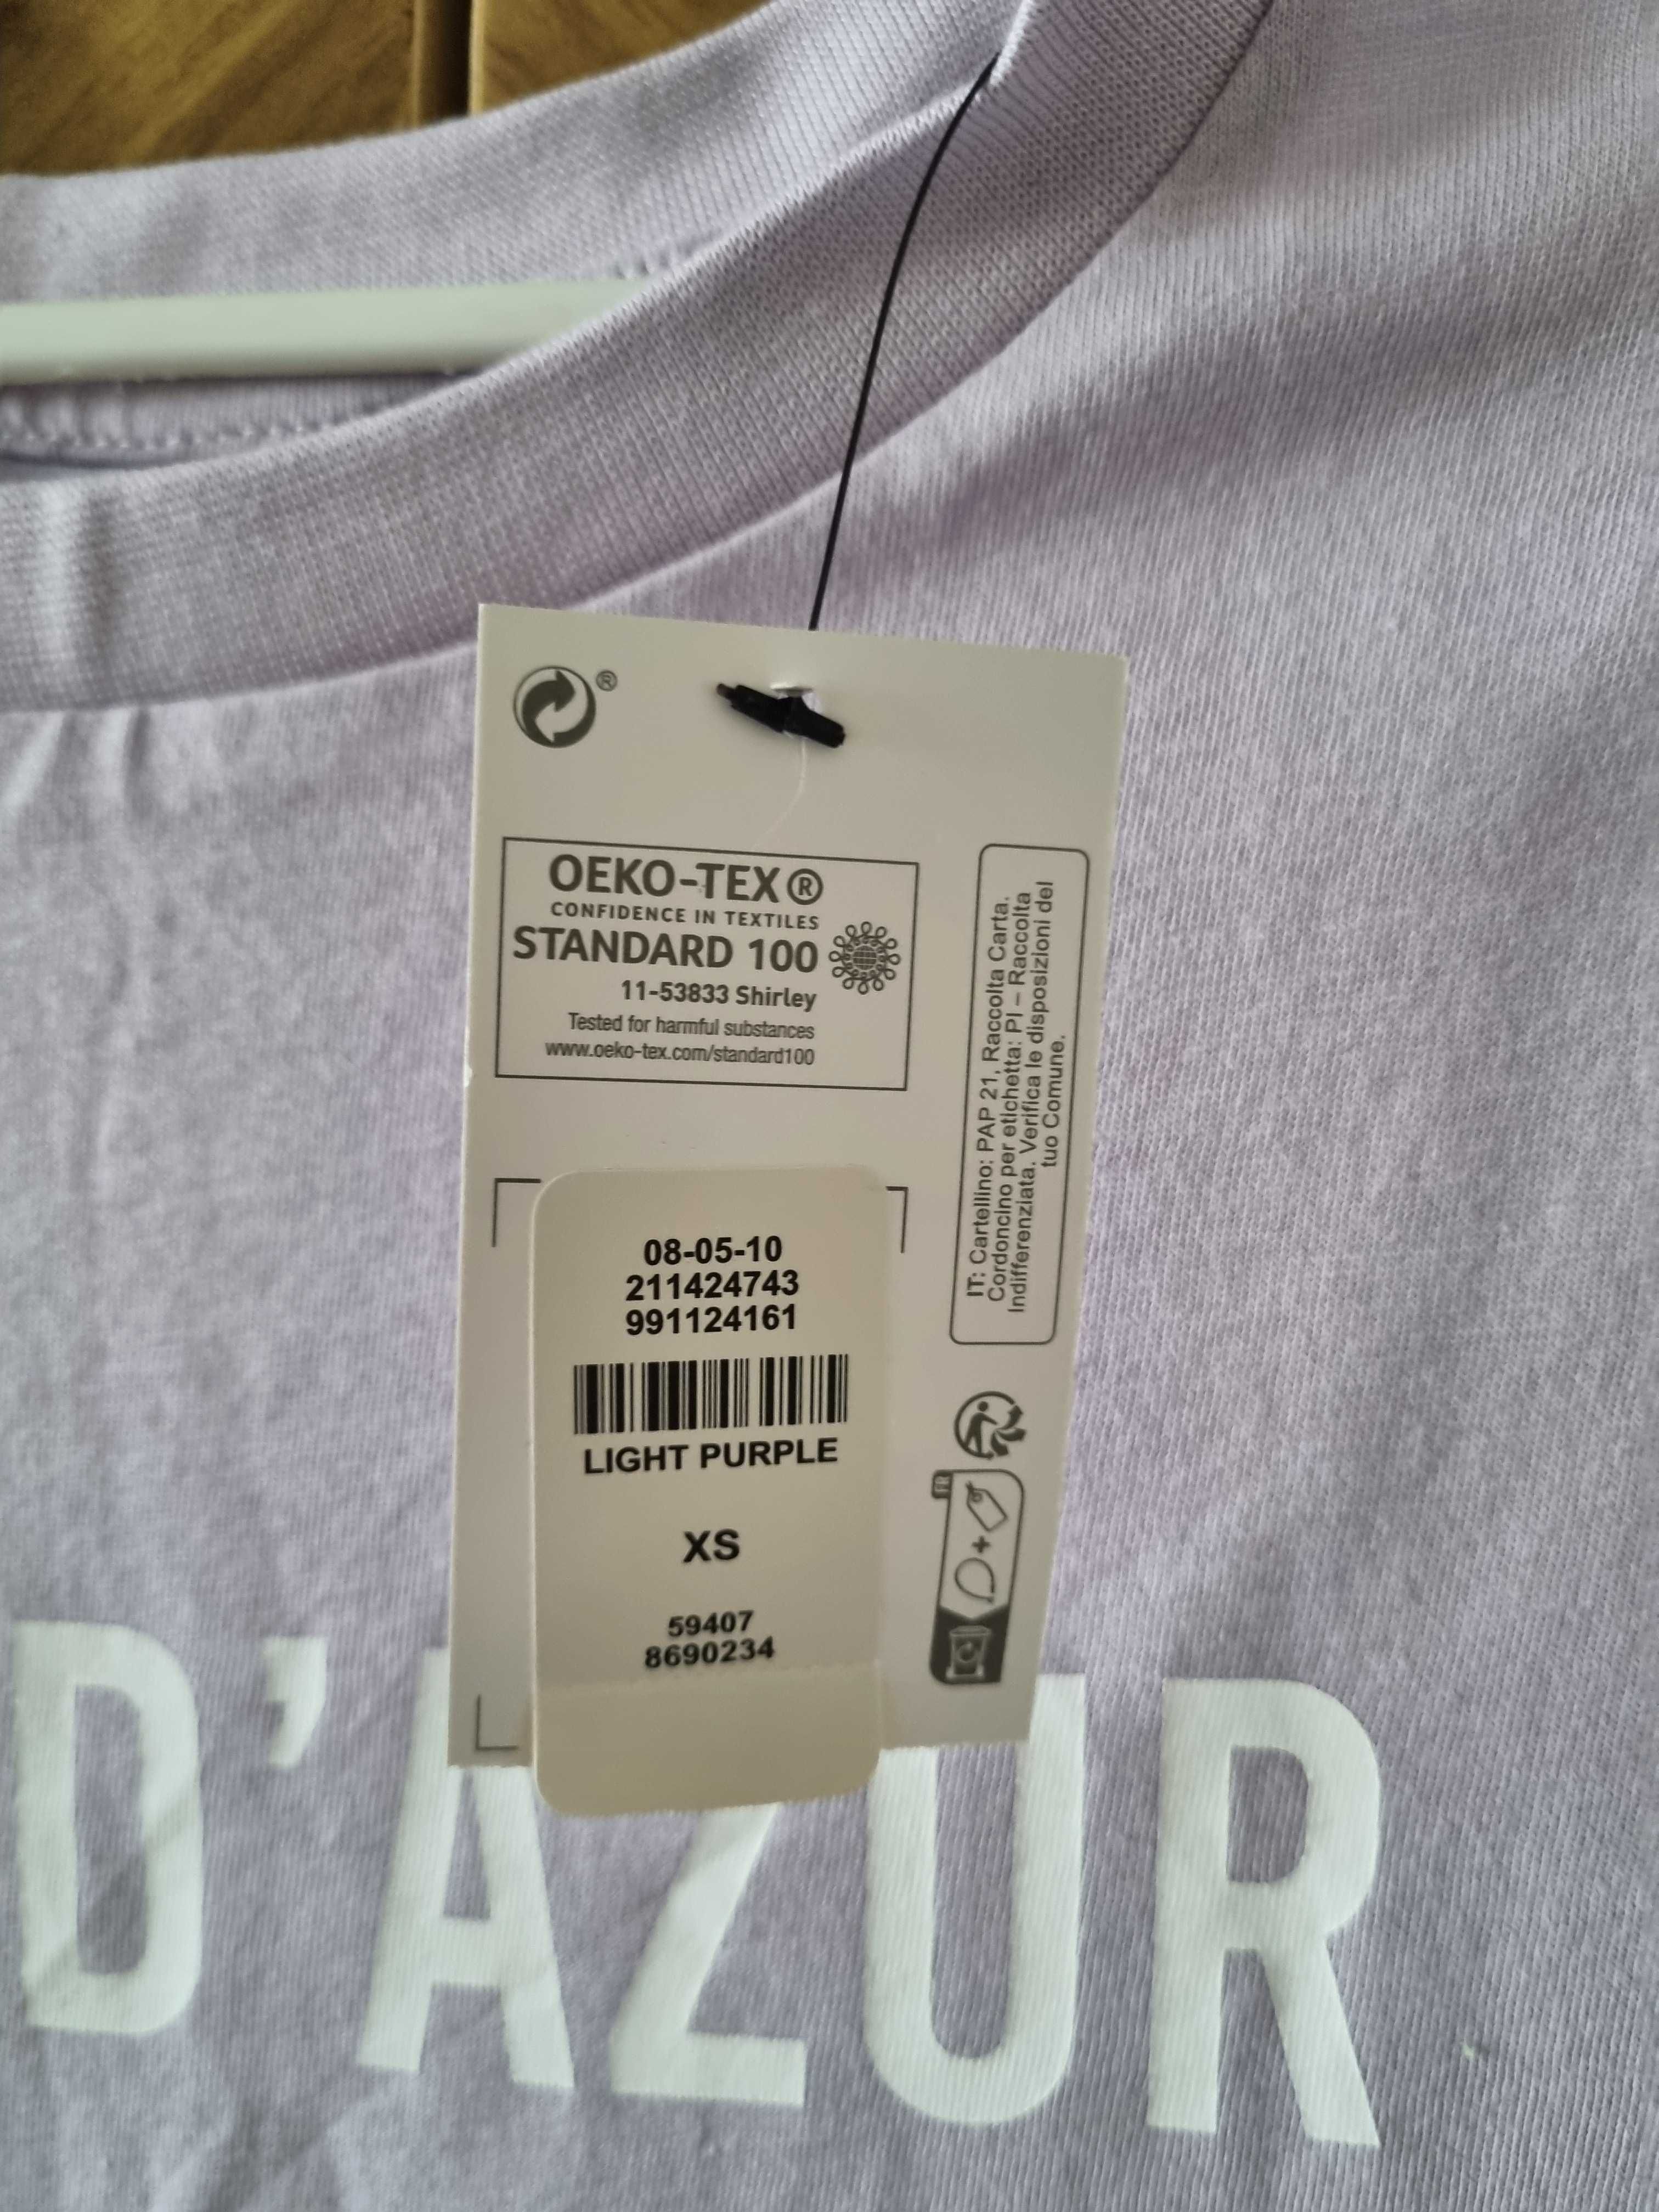 ®
OEKO-TEX®
CONFIDENCE IN TEXTILES
STANDARD 100
11-53833 Shirley
Tested for harmful substances
www.oeko-tex.com/standard100
IT: Cartellino: PAP 21, Raccolta Carta.
Cordoncino per etichetta: PI – Raccolta
Indifferenziata. Verifica le disposizioni del
tuo Comune.
08-05-10
211424743
991124161
LIGHT PURPLE
XS
59407
8690234
FR
D'AZUR